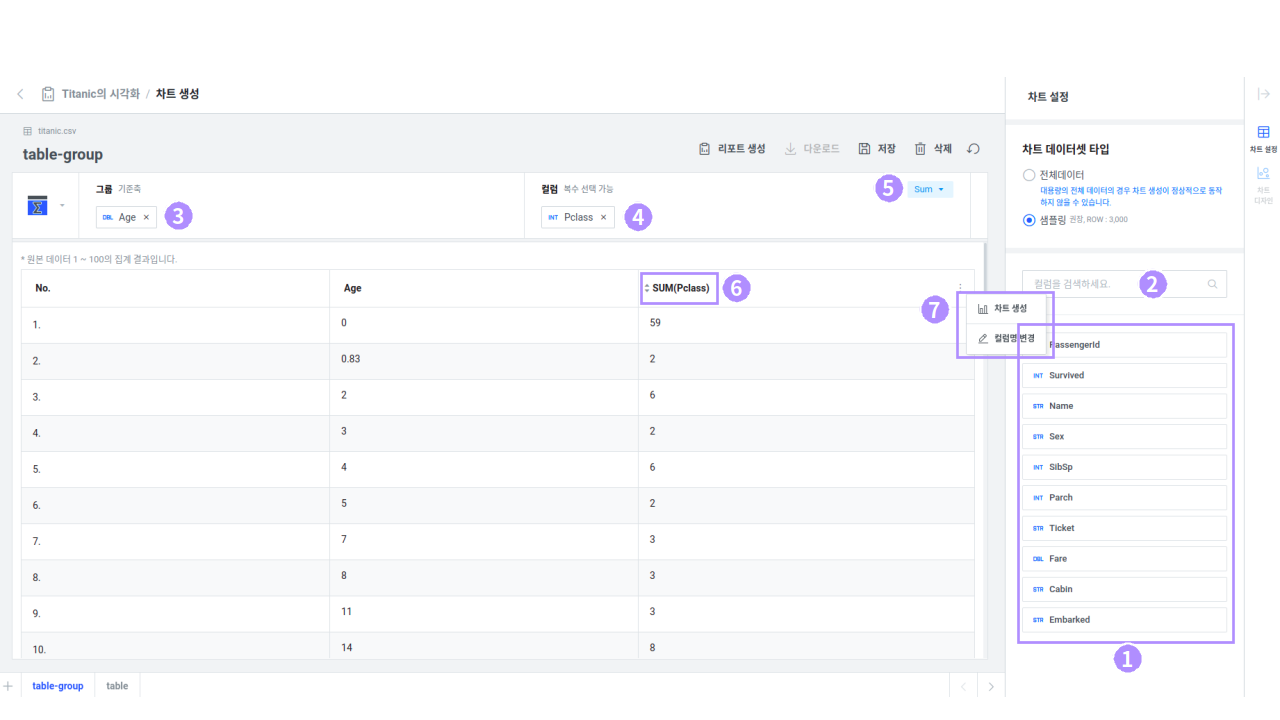 Titanic의 시각화 / 차트 생성
titanic.csv
table-group
리포트 생성
다운로드
저장
삭제
그룹 기준축
DBL Age ×
3
컬럼 복수 선택 가능
INT Pclass ×
4
5
Sum
* 원본 데이터 1 ~ 100의 집계 결과입니다.
No. Age SUM(Pclass)
6
7
차트 생성
컬럼명 변경
1. 0 59
2. 0.83 2
3. 2 6
4. 3 2
5. 4 6
6. 5 2
7. 7 3
8. 8 3
9. 11 3
10. 14 8
+ table-group table
차트 설정
차트 데이터셋 타입
전체데이터
대용량의 전체 데이터의 경우 차트 생성이 정상적으로 동작
하지 않을 수 있습니다.
샘플링 권장, ROW : 3,000
컬럼을 검색하세요.
2
PassengerId
INT Survived
STR Name
STR Sex
INT SibSp
INT Parch
STR Ticket
DBL Fare
STR Cabin
STR Embarked
1
차트 설정
차트
디자인